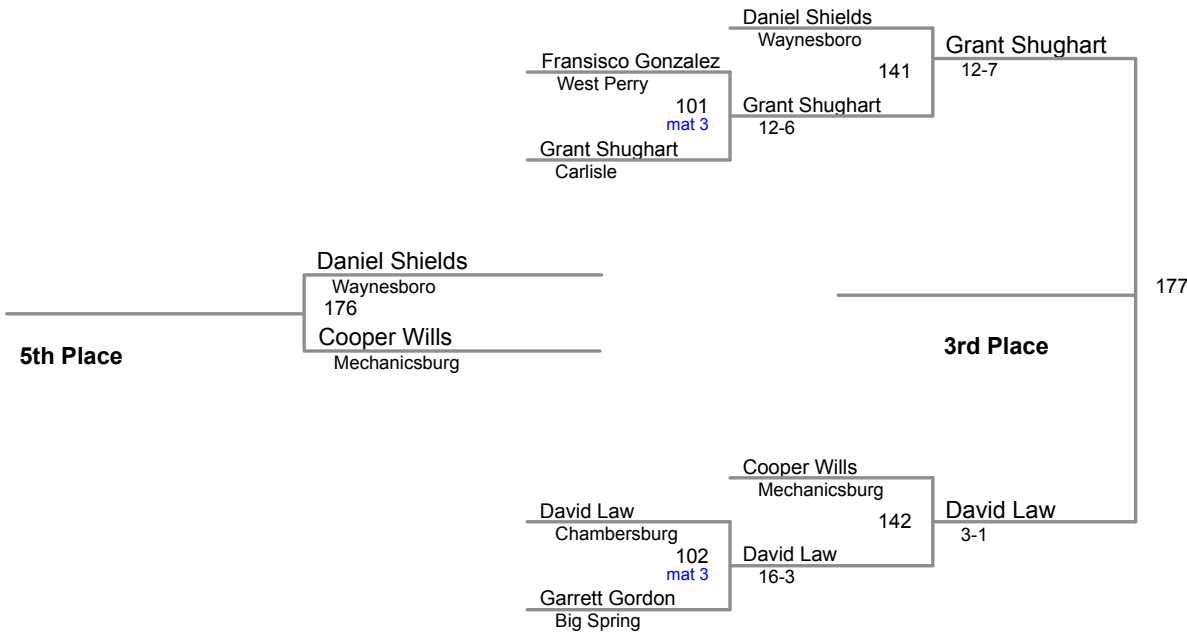 Daniel Shields
Waynesboro
Grant Shughart
12-7
Fransisco Gonzalez
West Perry
141
101
mat 3
Grant Shughart
12-6
Grant Shughart
Carlisle
Daniel Shields
Waynesboro
176
Cooper Wills
Mechanicsburg
5th Place
177
3rd Place
Cooper Wills
Mechanicsburg
142
David Law
3-1
David Law
Chambersburg
102
mat 3
David Law
16-3
Garrett Gordon
Big Spring